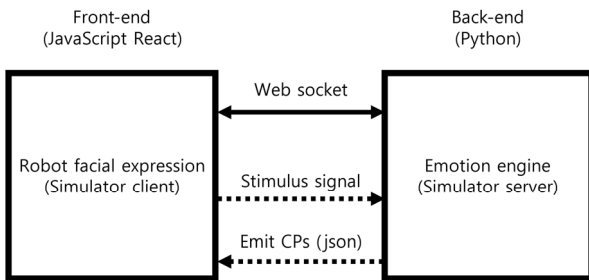 Front-end
(JavaScript React)
Back-end
(Python)
Web socket
Robot facial expression
(Simulator client)
Stimulus signal
Emotion engine
(Simulator server)
Emit CPs (json)